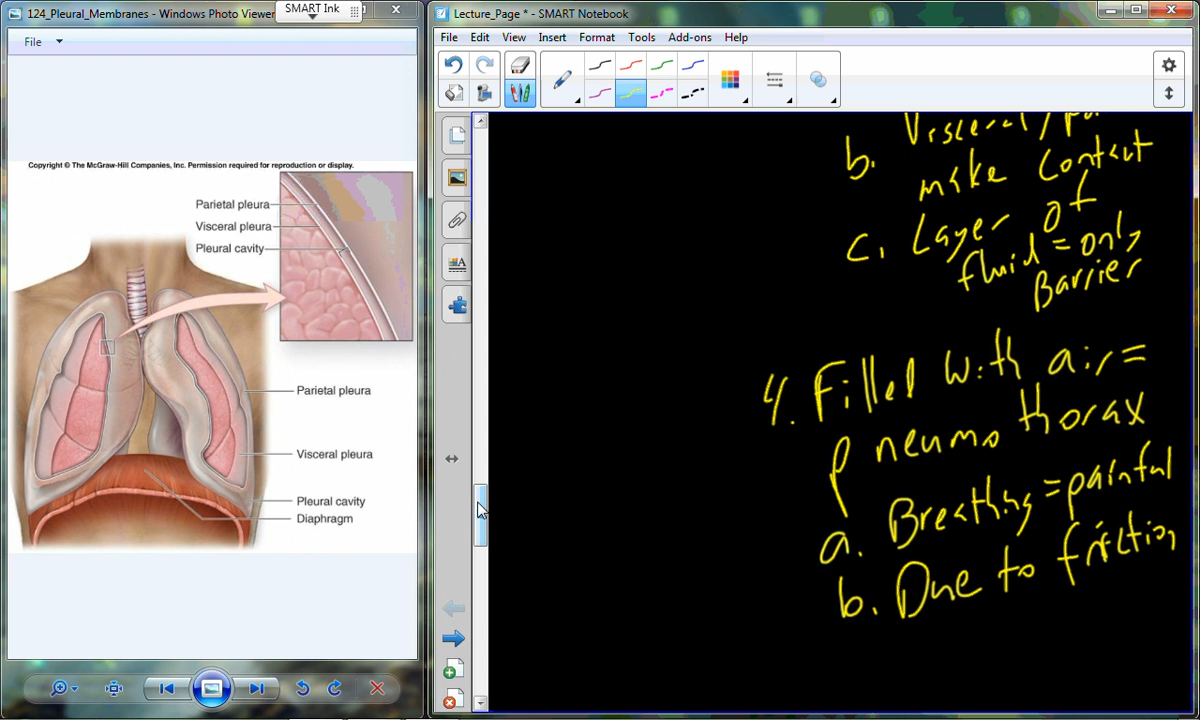 124_Pleural_Membranes - Windows Photo Viewer
SMART Ink
File
Copyright © The McGraw-Hill Companies, Inc. Permission required for reproduction or display.
Parietal pleura
Visceral pleura
Pleural cavity
Parietal pleura
Visceral pleura
Pleural cavity
Diaphragm
Lecture_Page * - SMART Notebook
File Edit View Insert Format Tools Add-ons Help
b. Visceral /
make contact
c. Layer of
fluid = only
Barrier
4. Filled with air =
pneumothorax
a. Breathing = painful
b. Due to friction